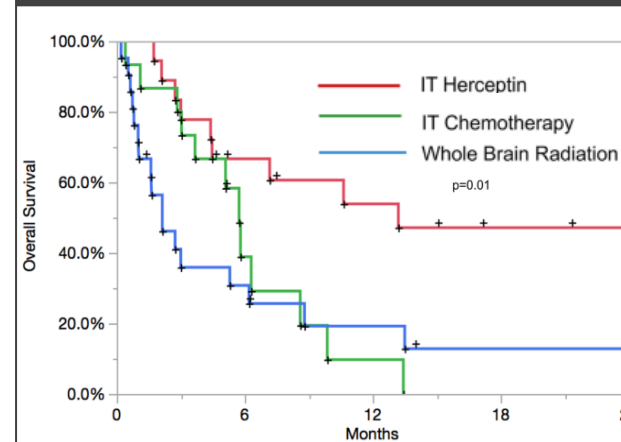 100.0%
80.0%
60.0%
40.0%
20.0%
0.0%
Overall Survival
IT Herceptin
IT Chemotherapy
Whole Brain Radiation
p=0.01
0 6 12 18
Months